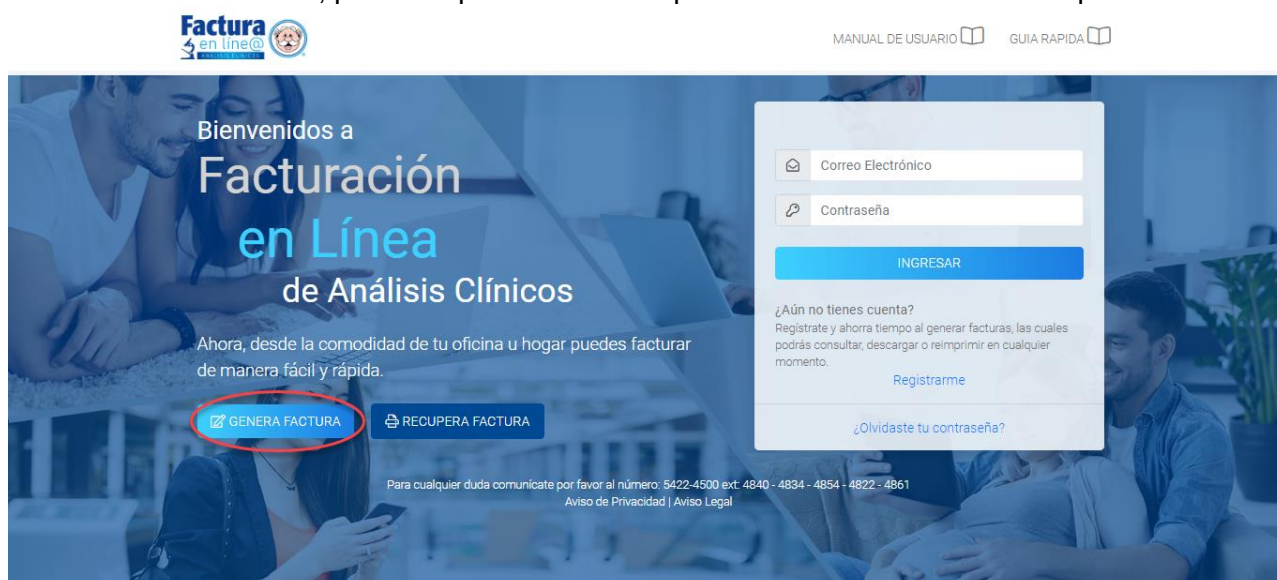 Factura
en líne@
ANÁLISIS CLÍNICOS
MANUAL DE USUARIO
GUIA RAPIDA
Bienvenidos a
Facturación
en Línea
de Análisis Clínicos
Ahora, desde la comodidad de tu oficina u hogar puedes facturar
de manera fácil y rápida.
GENERA FACTURA
RECUPERA FACTURA
Correo Electrónico
Contraseña
INGRESAR
¿Aún no tienes cuenta?
Regístrate y ahorra tiempo al generar facturas, las cuales
podrás consultar, descargar o reimprimir en cualquier
momento.
Registrarme
¿Olvidaste tu contraseña?
Para cualquier duda comunícate por favor al número: 5422-4500 ext: 4840 - 4834 - 4854 - 4822 - 4861
Aviso de Privacidad | Aviso Legal